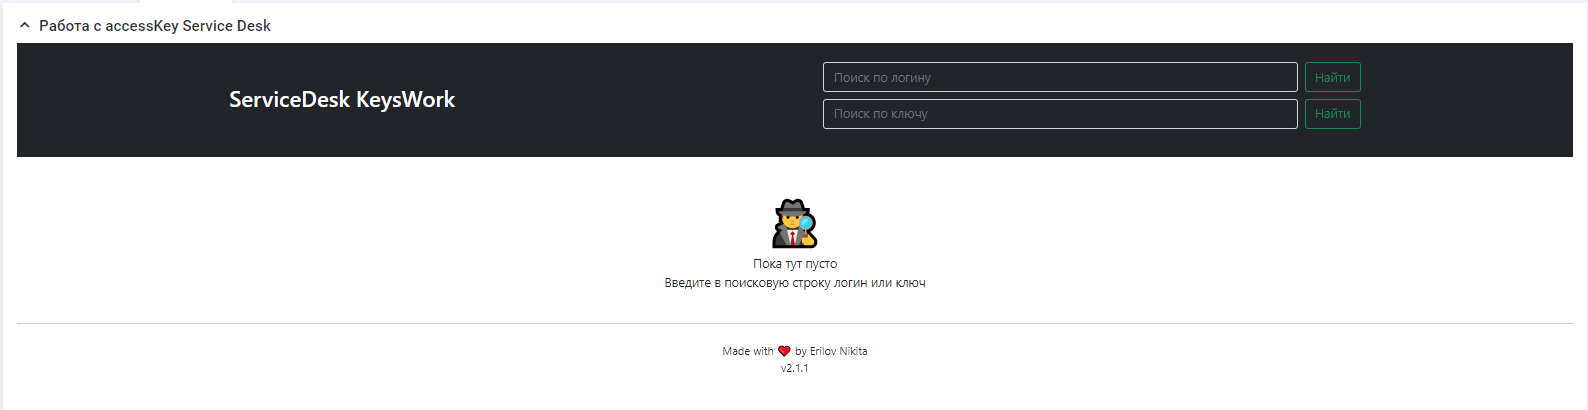 Работа с accessKey Service Desk
ServiceDesk KeysWork
Поиск по логину
Найти
Поиск по ключу
Найти
Пока тут пусто
Введите в поисковую строку логин или ключ
Made with ❤ by Erilov Nikita
v2.1.1